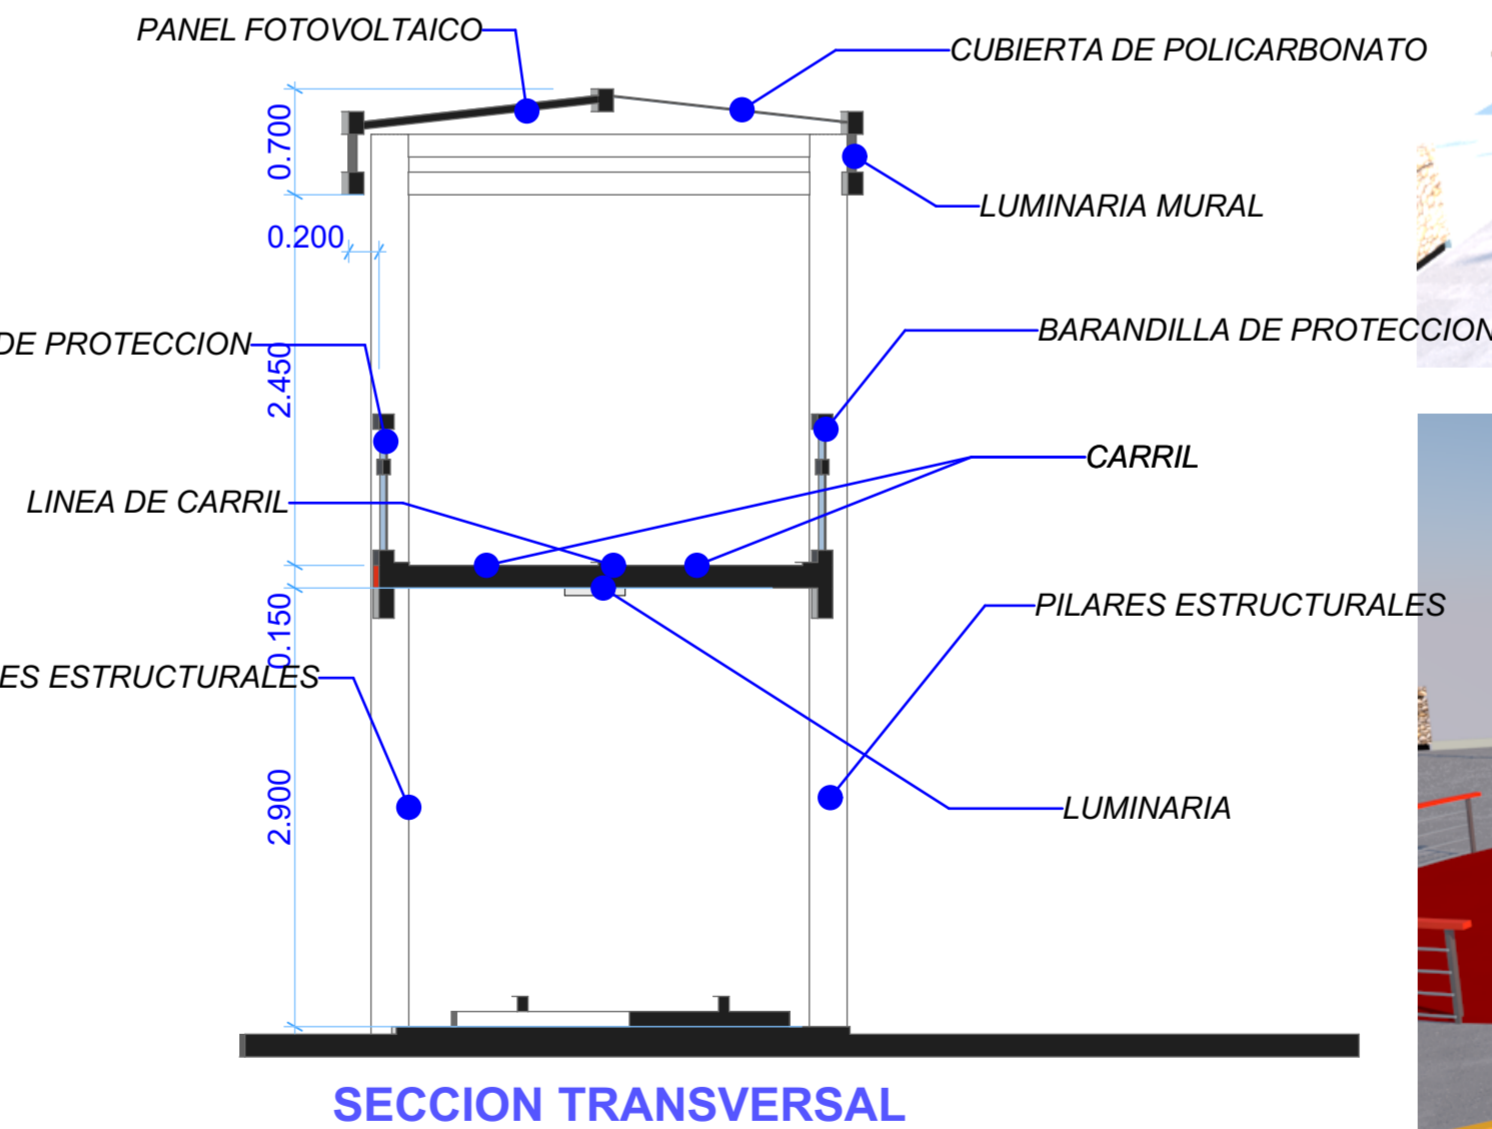 PANEL FOTOVOLTAICO
CUBIERTA DE POLICARBONATO
0.700
LUMINARIA MURAL
0.200
DE PROTECCION
BARANDILLA DE PROTECCION
2.450
CARRIL
LINEA DE CARRIL
0.150
PILARES ESTRUCTURALES
ES ESTRUCTURALES
2.900
LUMINARIA
SECCION TRANSVERSAL